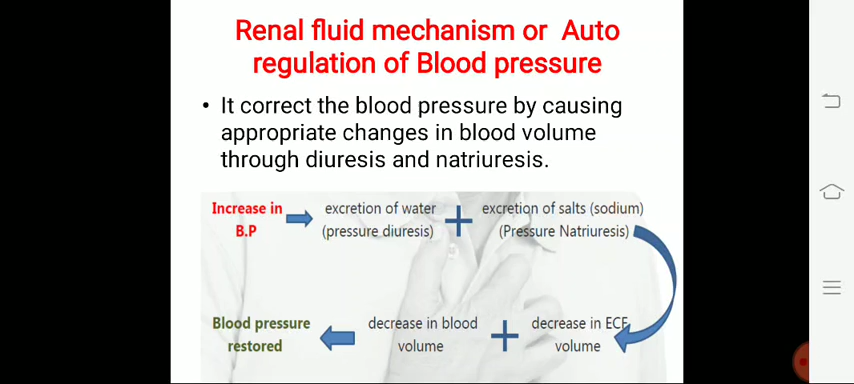 Renal fluid mechanism or Auto
regulation of Blood pressure
• It correct the blood pressure by causing
appropriate changes in blood volume
through diuresis and natriuresis.
Increase in
B.P
excretion of water
(pressure diuresis)
+
excretion of salts (sodium)
(Pressure Natriuresis)
Blood pressure
restored
decrease in blood
volume
+
decrease in ECF
volume